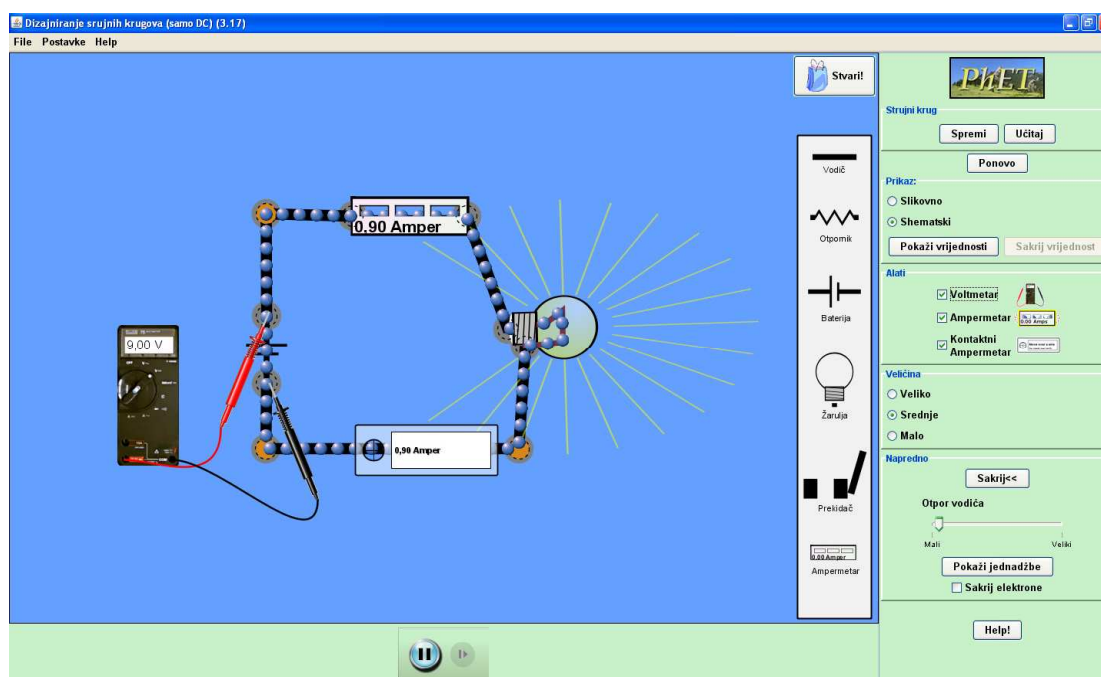 Dizajniranje srujnih krugova (samo DC) (3.17)
File Postavke Help
Stvari!
PhET
Strujni krug
Spremi Učitaj
Ponovo
Prikaz:
Slikovno
Shematski
Pokaži vrijednosti Sakrij vrijednost
Alati
Voltmetar
Ampermetar
0.00 Amps
Kontaktni
Ampermetar
Veličina
Veliko
Srednje
Malo
Napredno
Sakrij<<
Otpor vodiča
Mali Veliki
Pokaži jednadžbe
Sakrij elektrone
Help!
Vodič
Otpornik
Baterija
Žarulja
Prekidač
0.00 Amper
Ampermetar
0,90 Amper
9,00 V
0,90 Amper